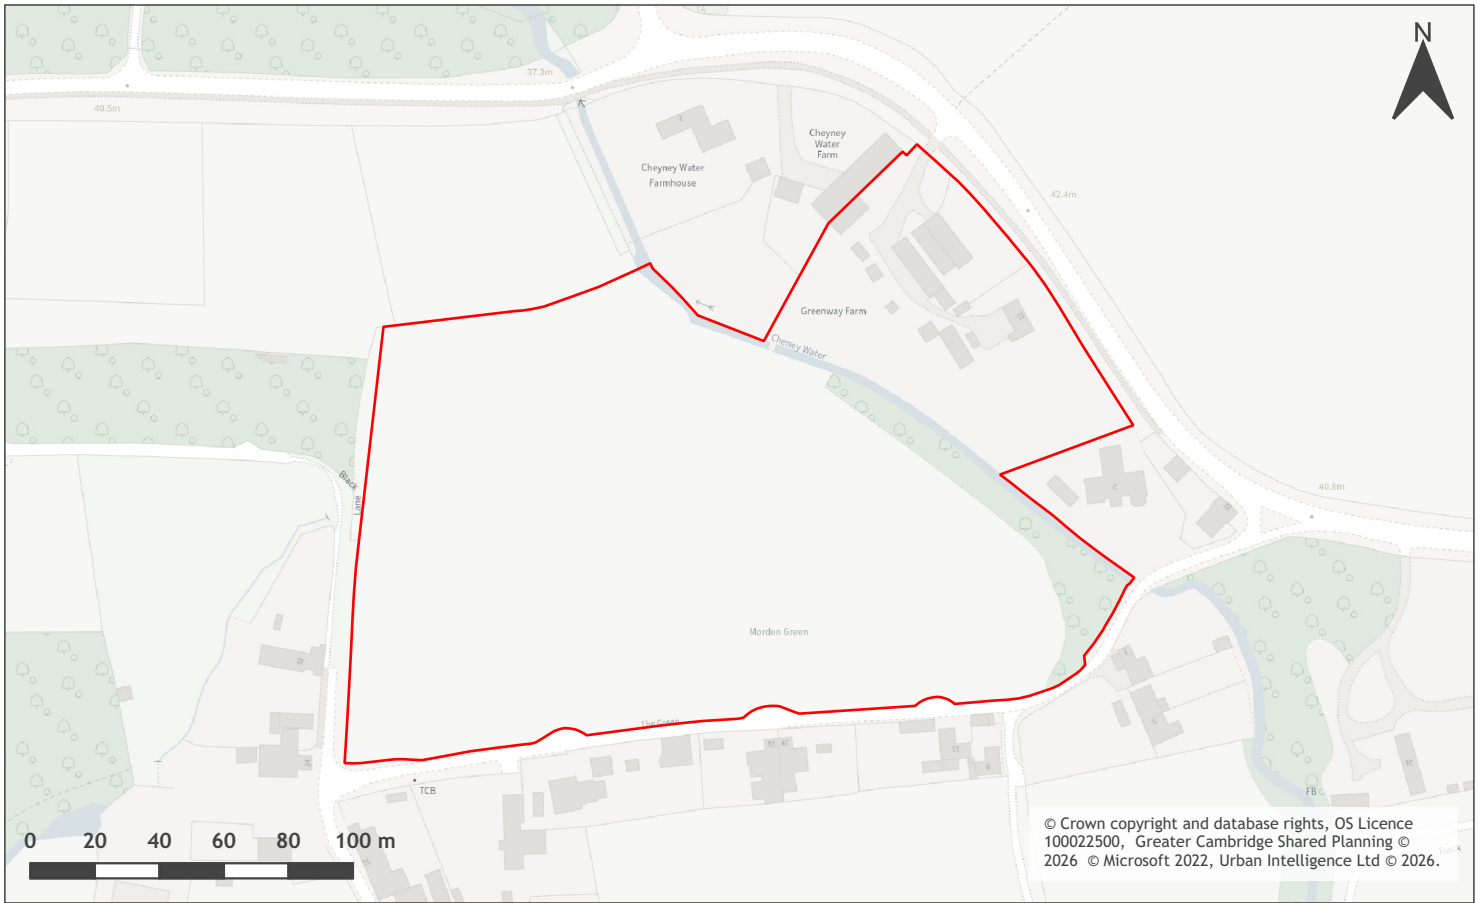 N
37.3m
40.5m
Cheyney
Water
Farm
Cheyney Water
Farmhouse
42.4m
Greenway Farm
Cheney Water
Black
Lane
40.8m
Morden Green
The Green
TCB
FB
Track
0 20 40 60 80 100 m
© Crown copyright and database rights, OS Licence
100022500, Greater Cambridge Shared Planning ©
2026 © Microsoft 2022, Urban Intelligence Ltd © 2026.